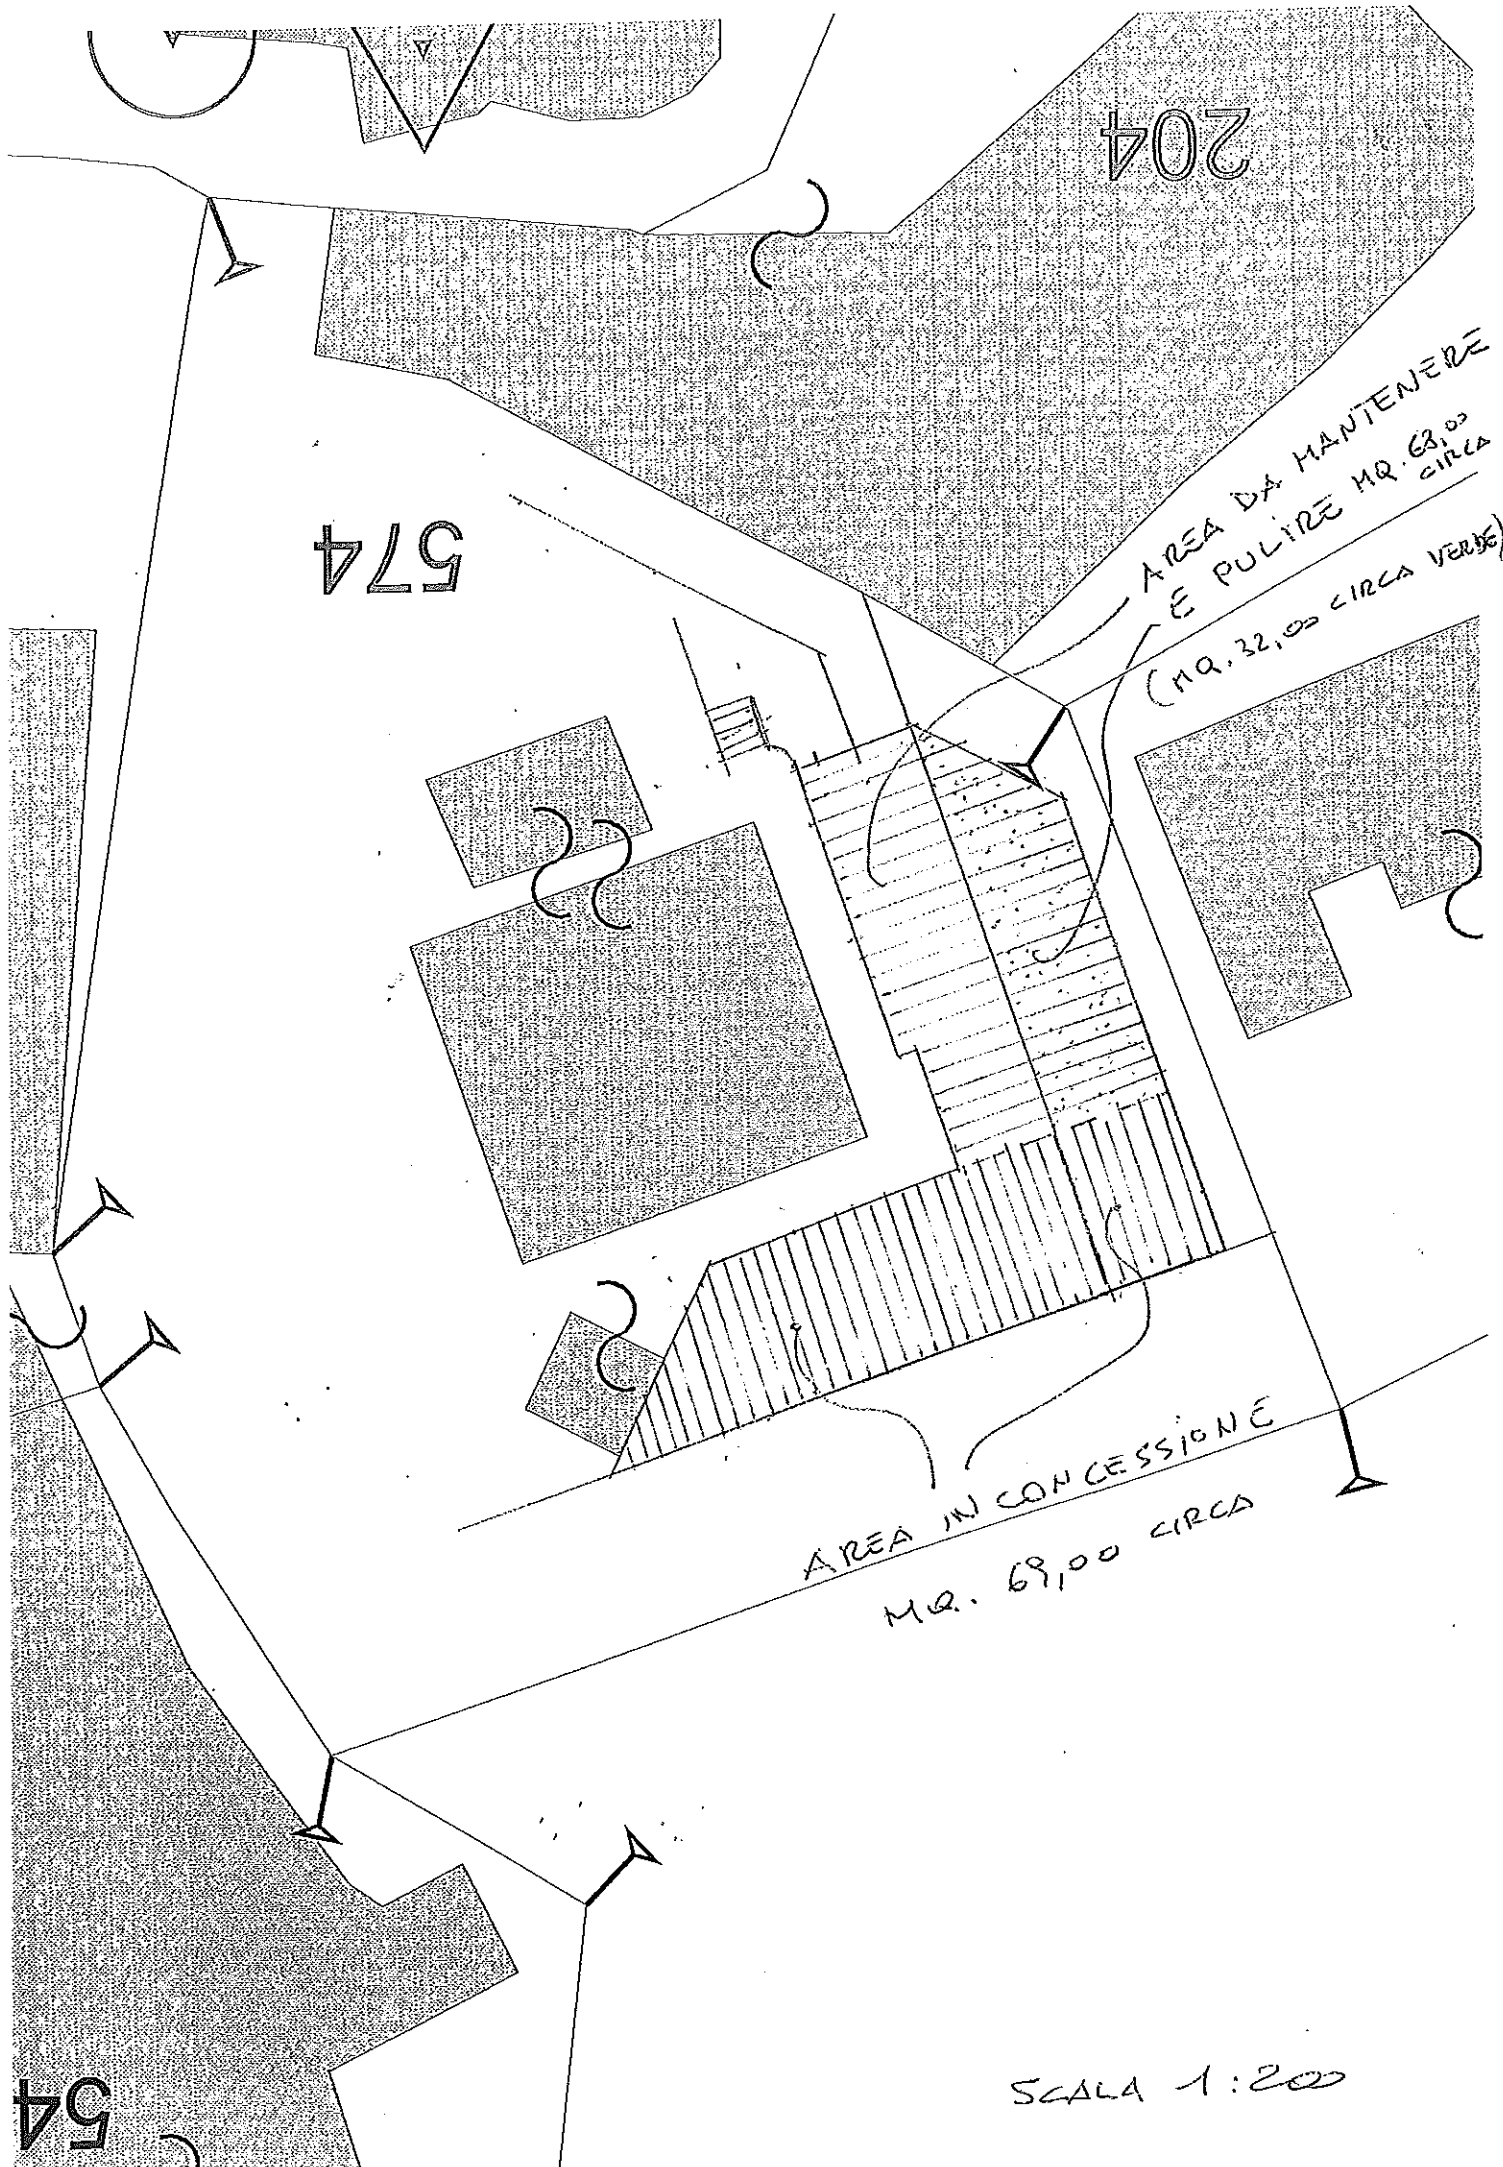 204
AREA DA MANTENERE
E PULIRE MQ. 68,00
CIRCA
(MQ. 32,00 CIRCA VERDE)
574
AREA IN CONCESSIONE
MQ. 69,00 CIRCA
54
SCALA 1:200